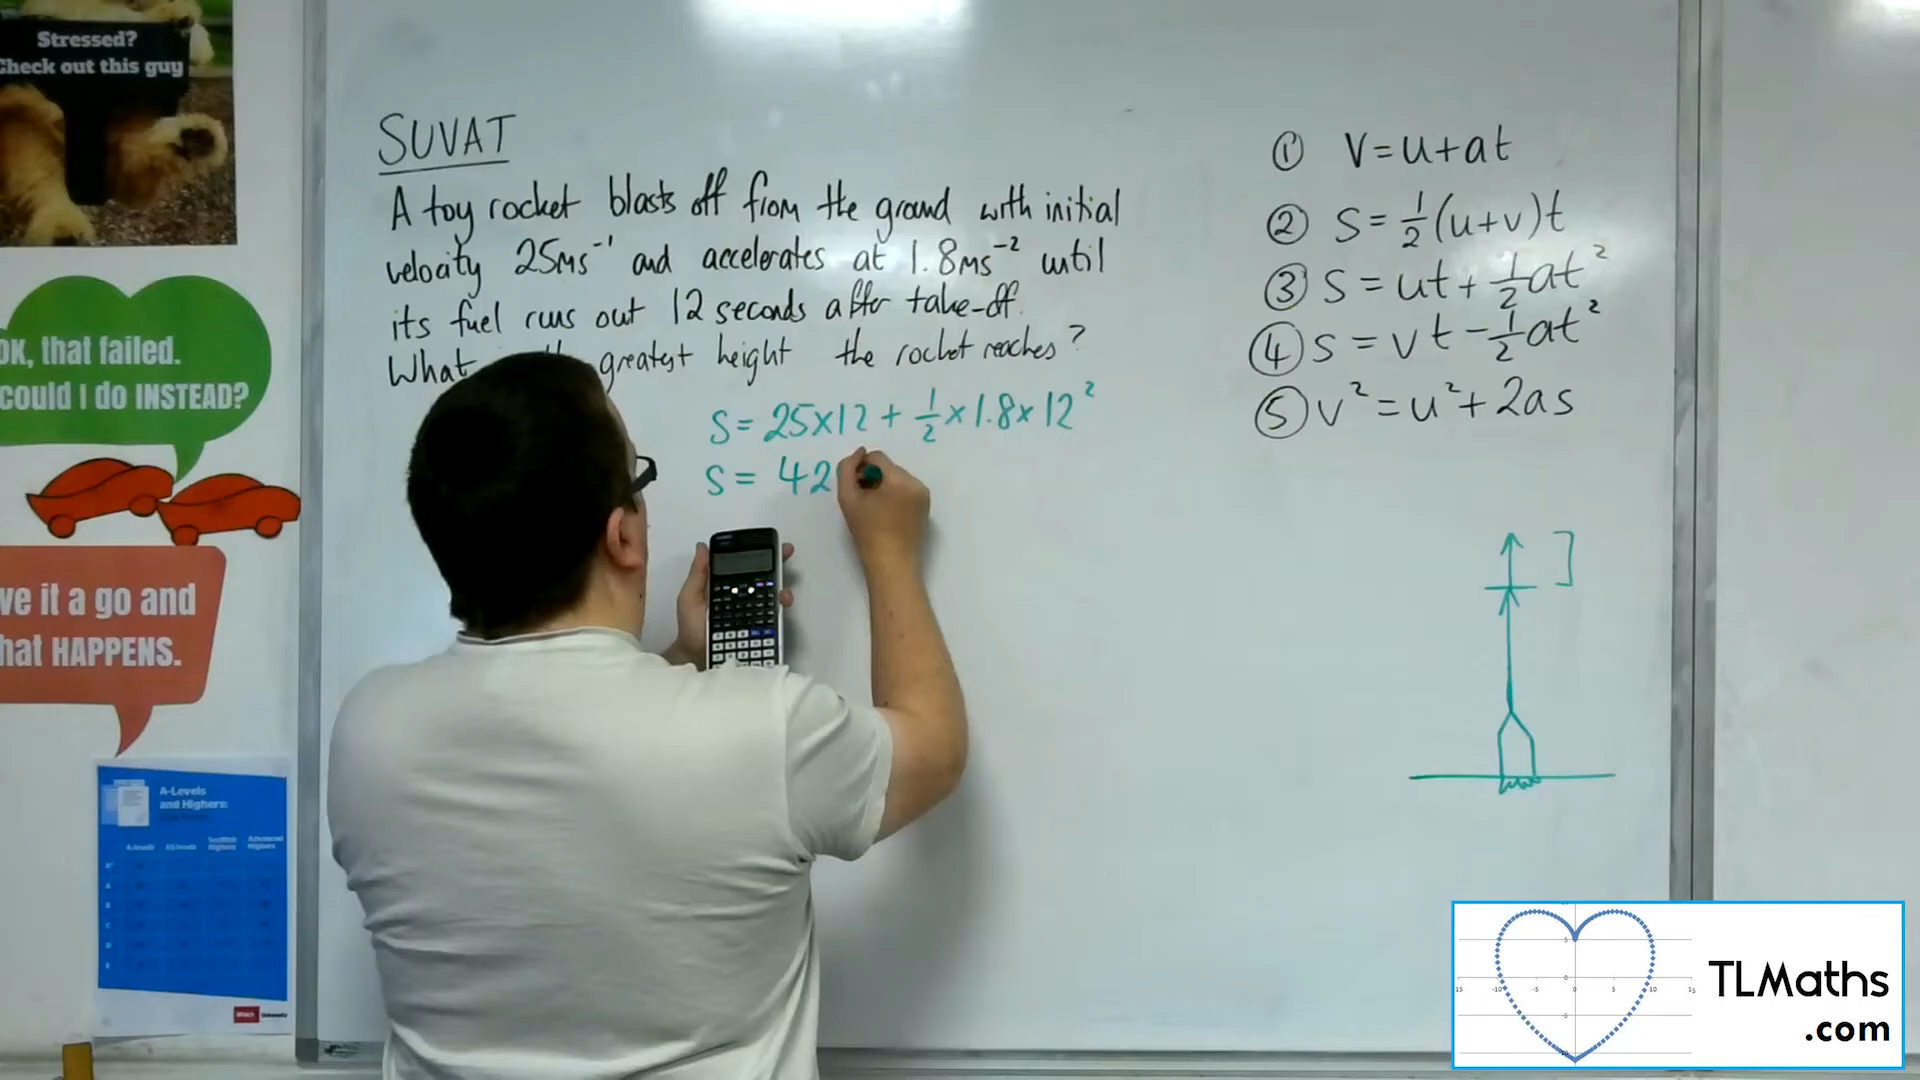 Stressed?
Check out this guy
OK, that failed.
could I do INSTEAD?
ve it a go and
hat HAPPENS.
A-Levels
and Highers:
SUVAT
A toy rocket blasts off from the ground with initial
velocity 25ms⁻¹ and accelerates at 1.8ms⁻² until
its fuel runs out 12 seconds after take-off.
What greatest height the rocket reaches?
S = 25×12 + 1/2 × 1.8 × 12²
S = 42
① V = u + at
② S = 1/2 (u+v)t
③ S = ut + 1/2 at²
④ S = vt − 1/2 at²
⑤ v² = u² + 2as
TLMaths
.com